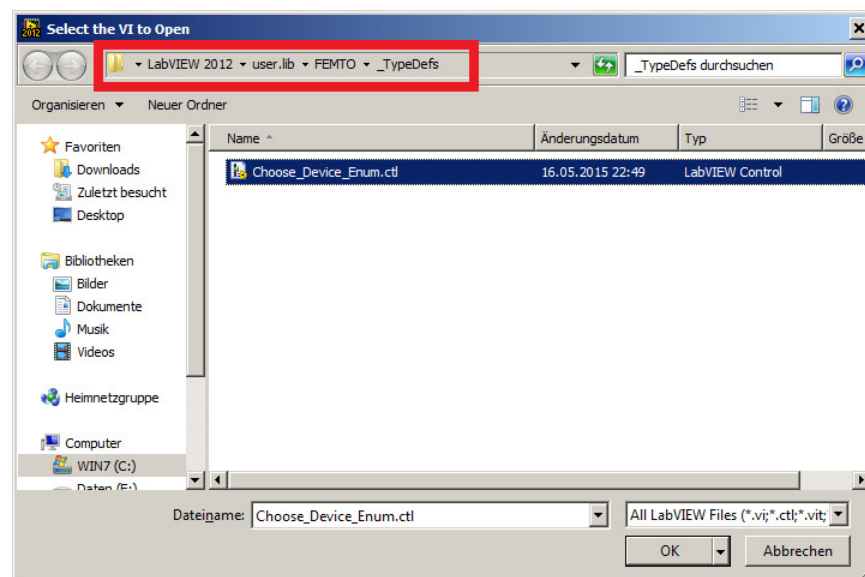 2012 Select the VI to Open
LabVIEW 2012 user.lib FEMTO _TypeDefs
_TypeDefs durchsuchen
Organisieren Neuer Ordner
Name Änderungsdatum Typ Größe
Favoriten
Choose_Device_Enum.ctl 16.05.2015 22:49 LabVIEW Control
Downloads
Zuletzt besucht
Desktop
Bibliotheken
Bilder
Dokumente
Musik
Videos
Heimnetzgruppe
Computer
WIN7 (C:)
Daten (E:)
Dateiname: Choose_Device_Enum.ctl All LabVIEW Files (*.vi;*.ctl;*.vit;
OK Abbrechen